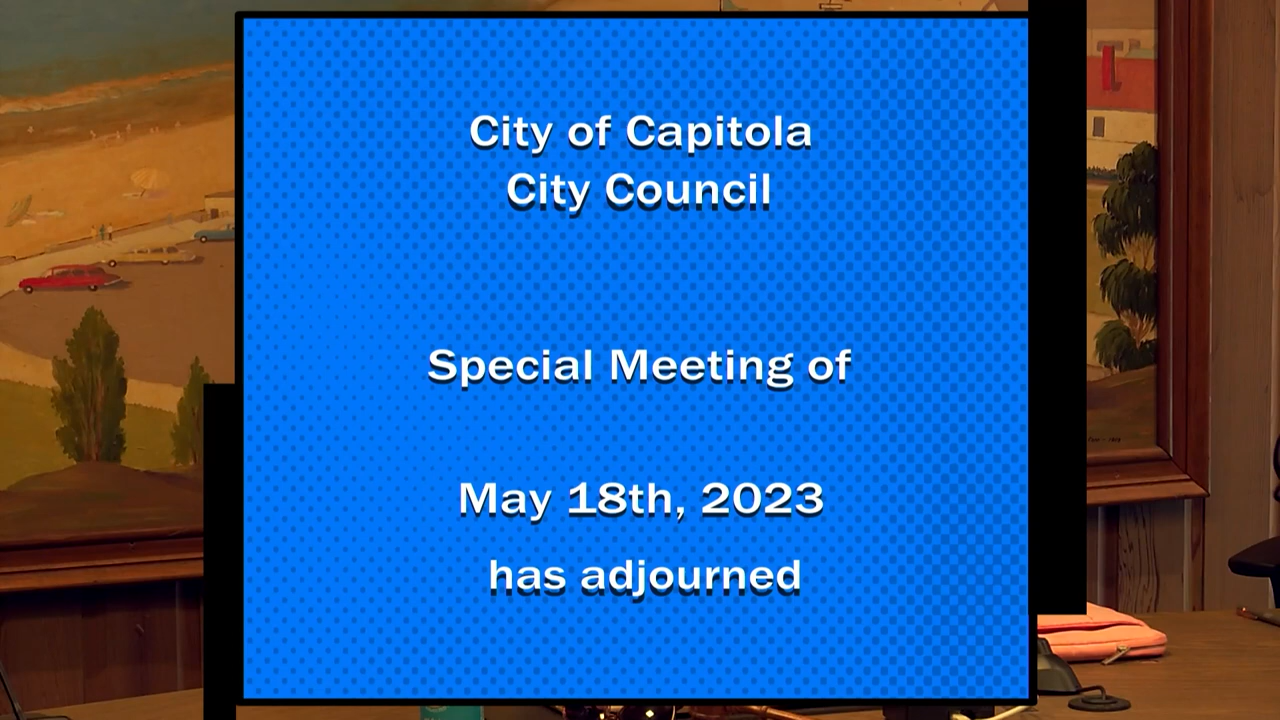 City of Capitola
City Council
Special Meeting of
May 18th, 2023
has adjourned